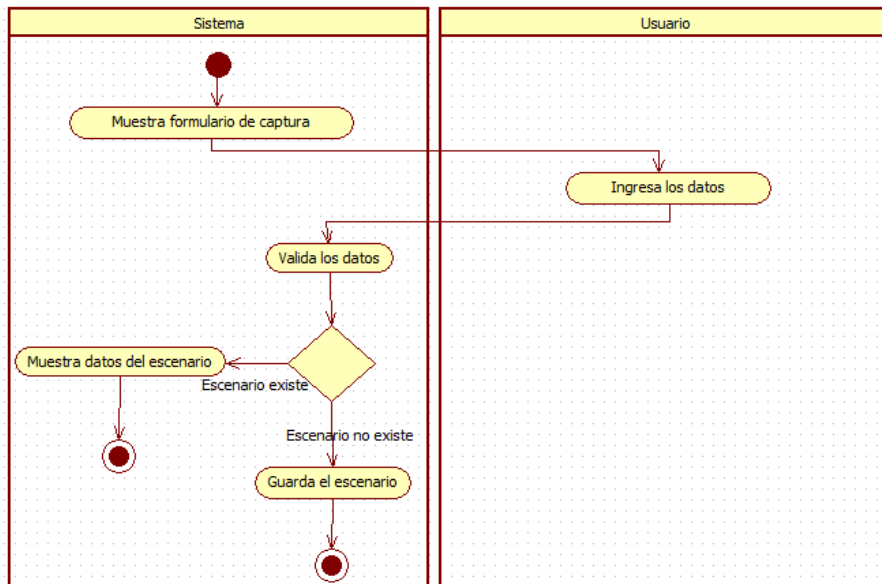 Sistema
Usuario
Muestra formulario de captura
Ingresa los datos
Valida los datos
Muestra datos del escenario
Escenario existe
Escenario no existe
Guarda el escenario